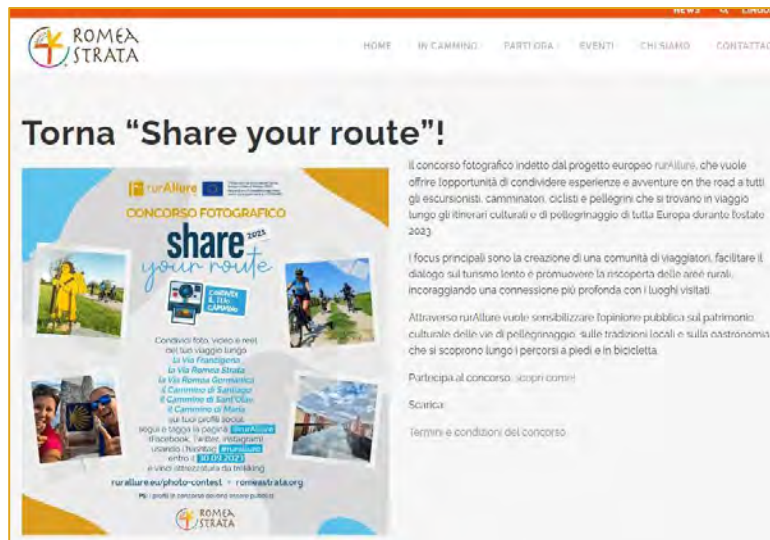 NEWS
ROMEA
STRATA
HOME IN CAMMINO PARTI ORA EVENTI CHI SIAMO CONTATTAC
Torna “Share your route”!
Il concorso fotografico indetto dal progetto europeo rurAllure, che vuole
offrire l'opportunità di condividere esperienze e avventure on the road a tutti
gli escursionisti, camminatori, ciclisti e pellegrini che si trovano in viaggio
lungo gli itinerari culturali e di pellegrinaggio di tutta Europa durante l'estate
2023.
I focus principali sono la creazione di una comunità di viaggiatori, facilitare il
dialogo sul turismo lento e promuovere la riscoperta delle aree rurali,
incoraggiando una connessione più profonda con i luoghi visitati.
Attraverso rurAllure vuole sensibilizzare l'opinione pubblica sul patrimonio
culturale delle vie di pellegrinaggio, sulle tradizioni locali e sulla gastronomia
che si scoprono lungo i percorsi a piedi e in bicicletta.
Partecipa al concorso, scopri come!
Scarica:
Termini e condizioni del concorso
rurAllure
CONCORSO FOTOGRAFICO
share 2023
your route
CONDIVIDI
IL TUO
CAMMINO
Condividi foto, video e reel
del tuo viaggio lungo
la Via Francigena
la Via Romea Strata
la Via Romea Germanica
il Cammino di Santiago
il Cammino di Sant'Olav
il Cammino di Maria
sui tuoi profili social,
segui e tagga la pagina @rurAllure
(Facebook, Twitter, Instagram)
usando l'hashtag #rurallure
entro il 30.09.2023
e vinci attrezzatura da trekking
rurallure.eu/photo-contest • romeastrata.org
PS: i profili in concorso devono essere pubblici
ROMEA
STRATA